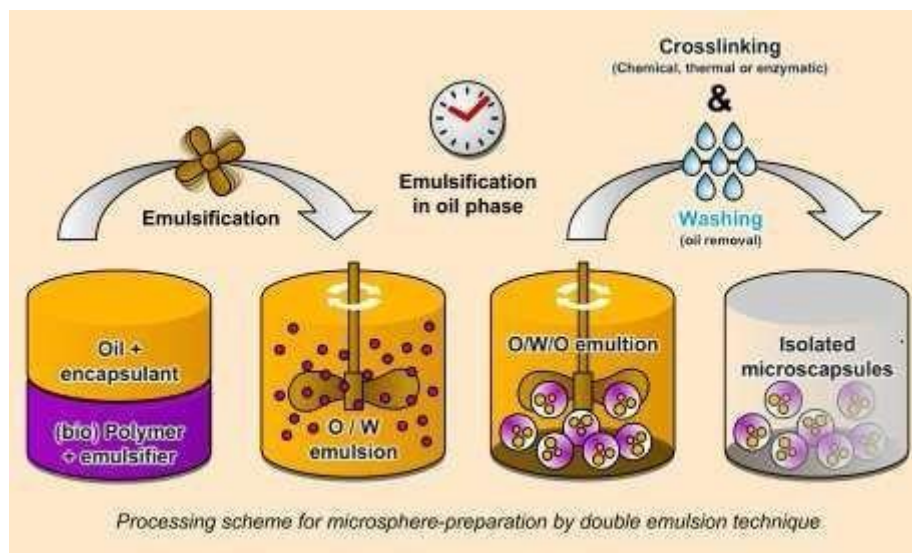 Crosslinking
(Chemical, thermal or enzymatic)
&
Emulsification
Emulsification
in oil phase
Washing
(oil removal)
Oil +
encapsulant
(bio) Polymer
+ emulsifier
O / W
emulsion
O/W/O emultion
Isolated
microscapsules
Processing scheme for microsphere-preparation by double emulsion technique